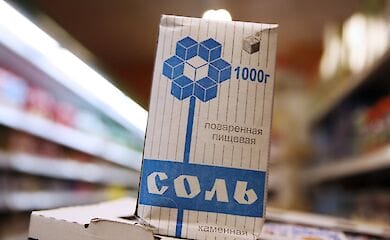 1000г
поваренная
пищевая
СОЛЬ
каменная